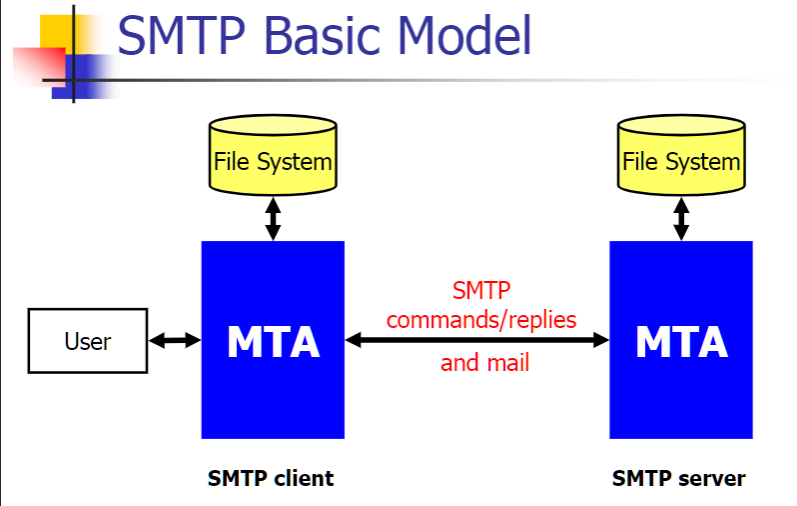 SMTP Basic Model
File System
File System
User
MTA
SMTP
commands/replies
and mail
MTA
SMTP client
SMTP server